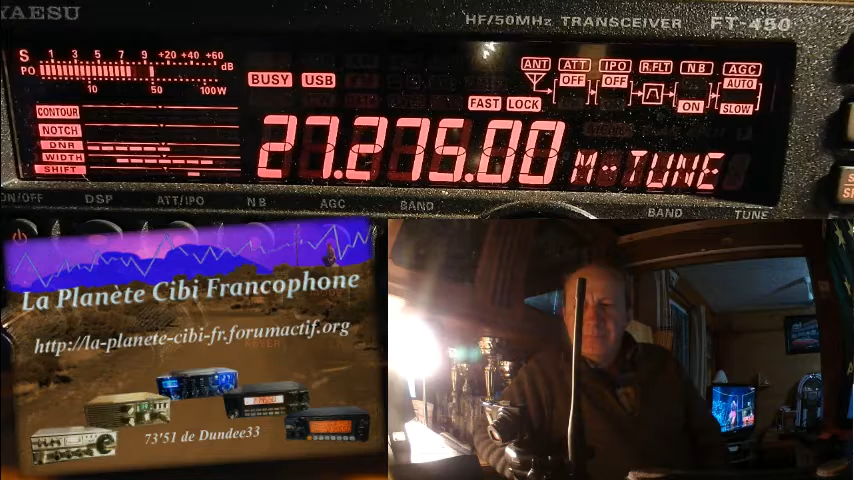 YAESU
HF/50MHz TRANSCEIVER FT-450
S 1 3 5 7 9 +20 +40 +60 dB
PO
10 50 100W
BUSY USB
ANT ATT IPO R.FLT NB AGC
OFF OFF AUTO
ON SLOW
FAST LOCK
CONTOUR
NOTCH
DNR
WIDTH
SHIFT
27.275.00 M-TUNE
ON/OFF DSP ATT/IPO NB AGC BAND BAND TUNE
La Planète Cibi Francophone
http://la-planete-cibi-fr.forumactif.org
73'51 de Dundee33